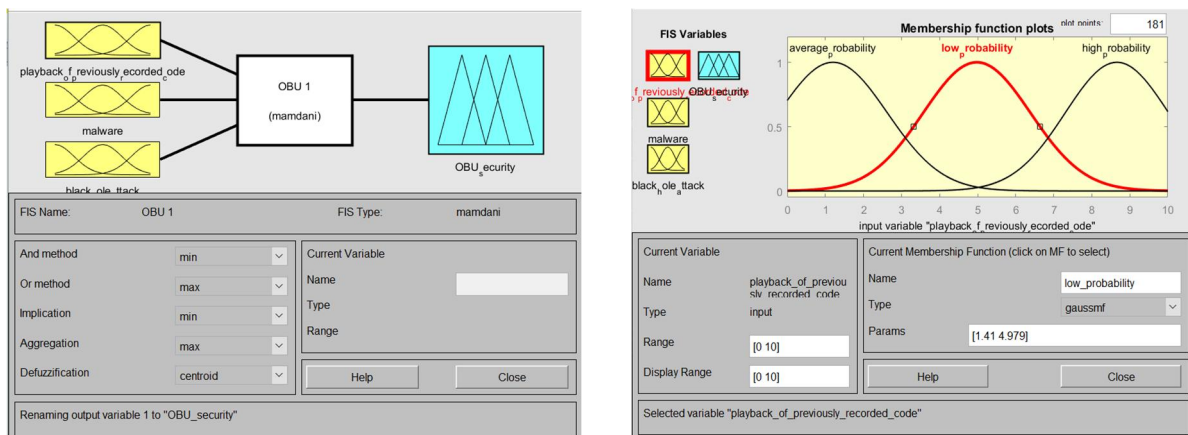 playback_of_previously_recorded_code
malware
black_hole_attack
OBU 1
(mamdani)
OBU_security
FIS Name: OBU 1 FIS Type: mamdani
And method min
Or method max
Implication min
Aggregation max
Defuzzification centroid
Current Variable
Name
Type
Range
Help Close
Renaming output variable 1 to "OBU_security"
FIS Variables
OBU_security
malware
black_hole_attack
Membership function plots plot points: 181
average_probability low_probability high_probability
1
0.5
0
0 1 2 3 4 5 6 7 8 9 10
input variable "playback_of_previously_recorded_code"
Current Variable
Name playback_of_previou
sly_recorded_code
Type input
Range [0 10]
Display Range [0 10]
Current Membership Function (click on MF to select)
Name low_probability
Type gaussmf
Params [1.41 4.979]
Help Close
Selected variable "playback_of_previously_recorded_code"